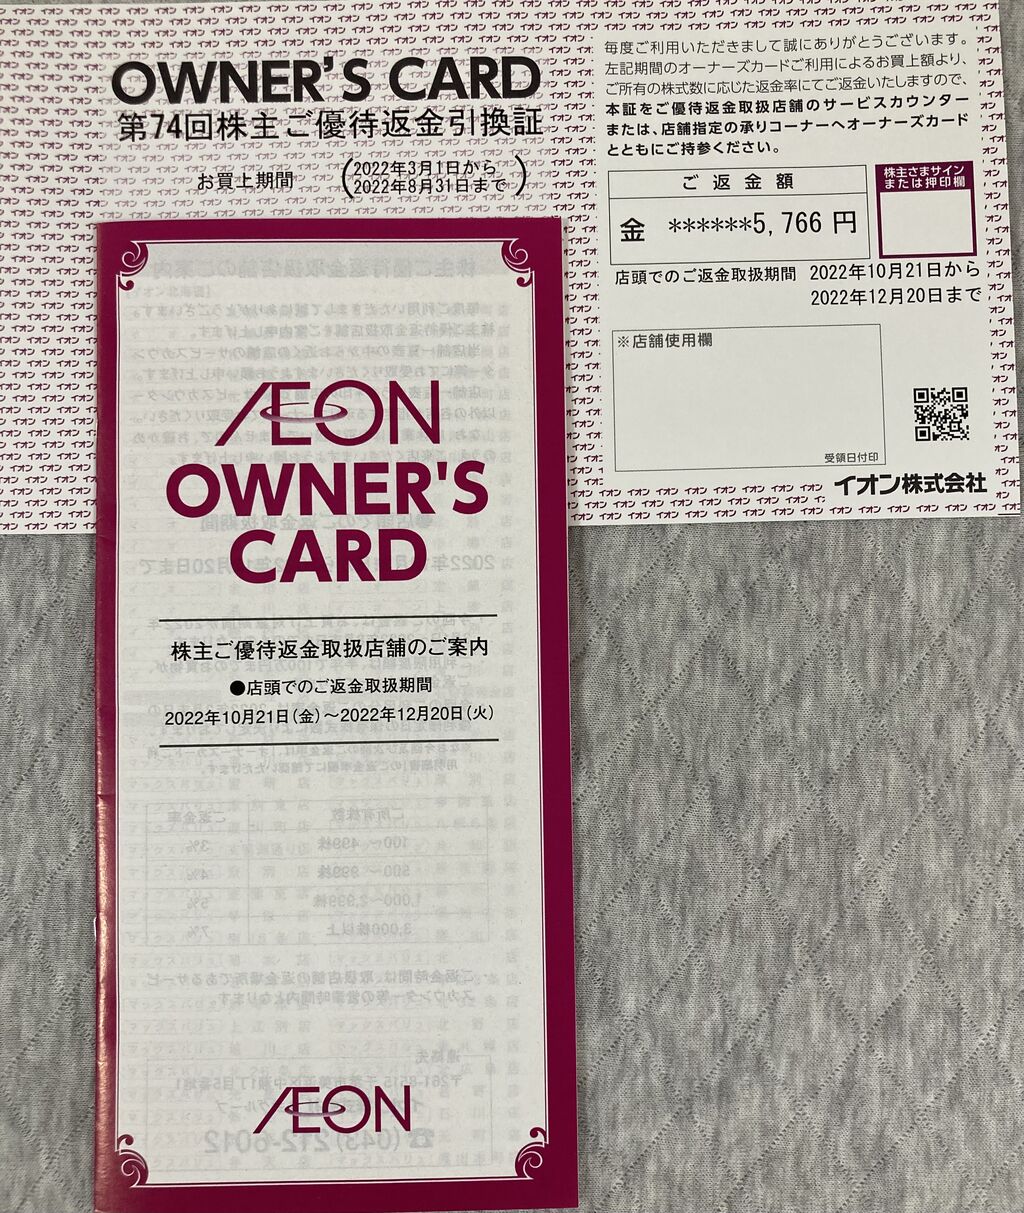 OWNER'S CARD
第74回株主ご優待返金引換証
お買上期間
(2022年3月1日から
2022年8月31日まで)
毎度ご利用いただきまして誠にありがとうございます。
左記期間のオーナーズカードご利用によるお買上額より、
ご所有の株式数に応じた返金率にてご返金いたしますので、
本証をご優待返金取扱店舗のサービスカウンター
または、店舗指定の承りコーナーへオーナーズカード
とともにご持参ください。
ご返金額
金 ******5,766 円
株主さまサイン
または押印欄
店頭でのご返金取扱期間 2022年10月21日から
2022年12月20日まで
※店舗使用欄
受領日付印
イオン株式会社
ÆON
OWNER'S
CARD
株主ご優待返金取扱店舗のご案内
●店頭でのご返金取扱期間
2022年10月21日(金)～2022年12月20日(火)
ÆON